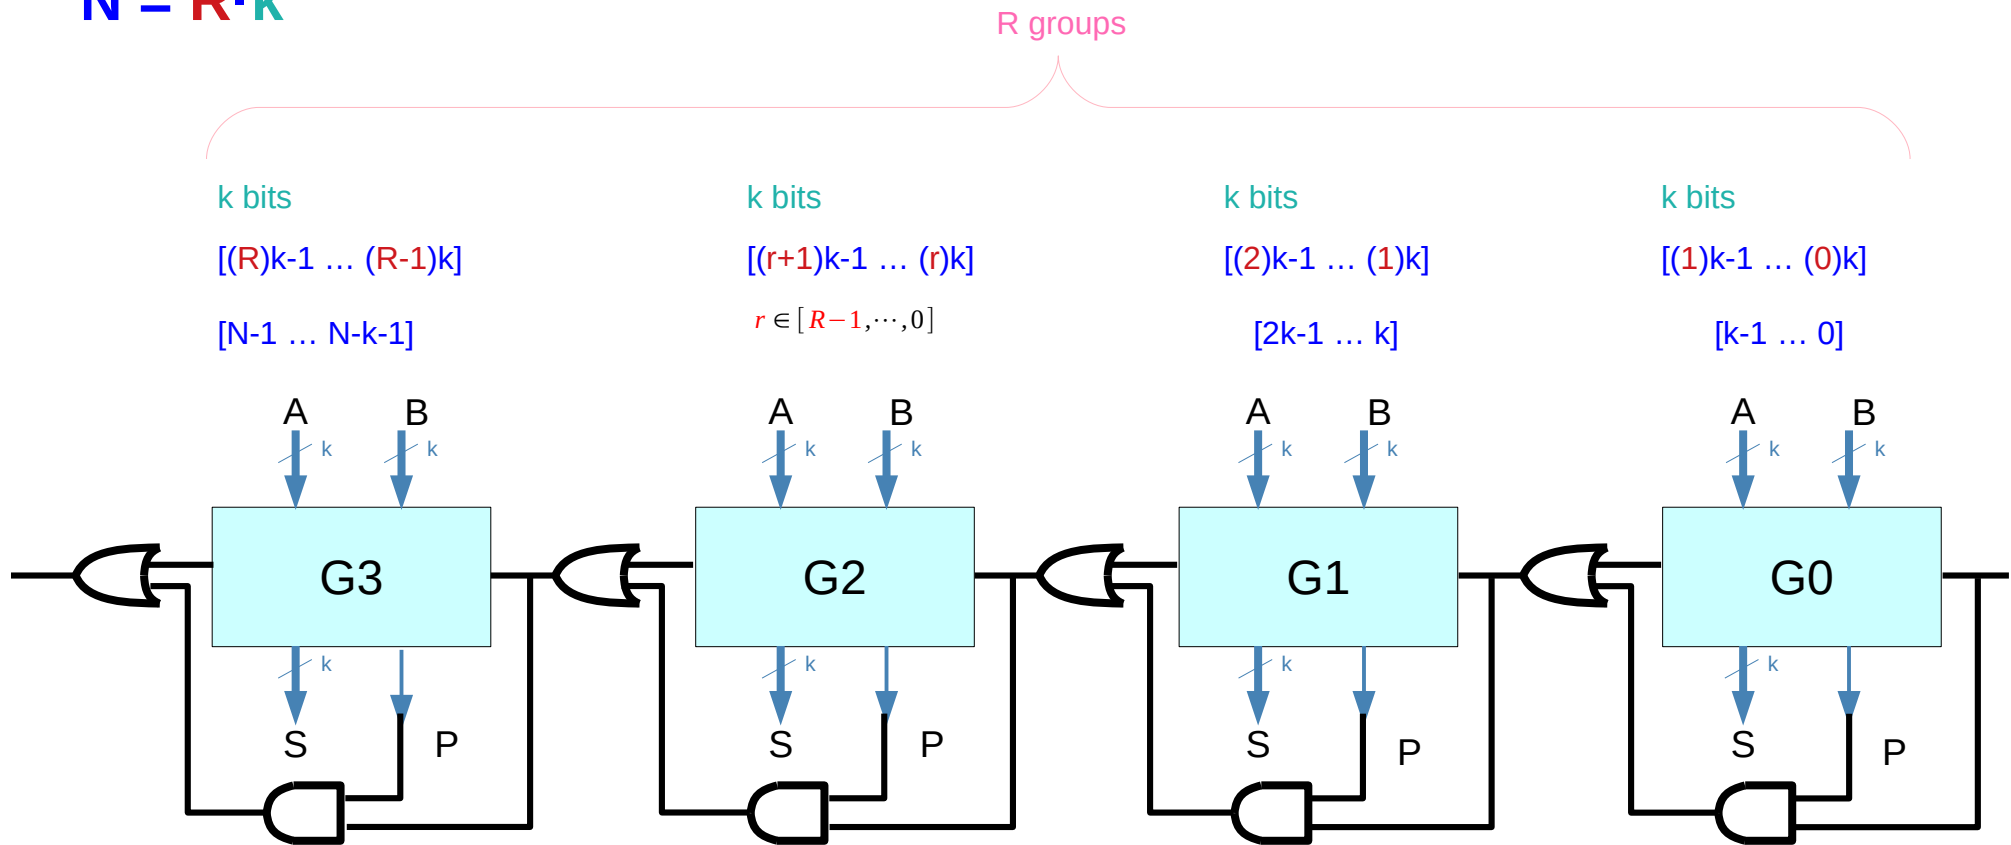 N = R·k
R groups
k bits k bits k bits k bits
[(R)k-1 … (R-1)k] [(r+1)k-1 … (r)k] [(2)k-1 … (1)k] [(1)k-1 … (0)k]
r ∈ [R−1,⋯,0]
[N-1 … N-k-1] [2k-1 … k] [k-1 … 0]
A B A B A B A B
k k k k k k k k
G3 G2 G1 G0
k k k k
S P S P S P S P